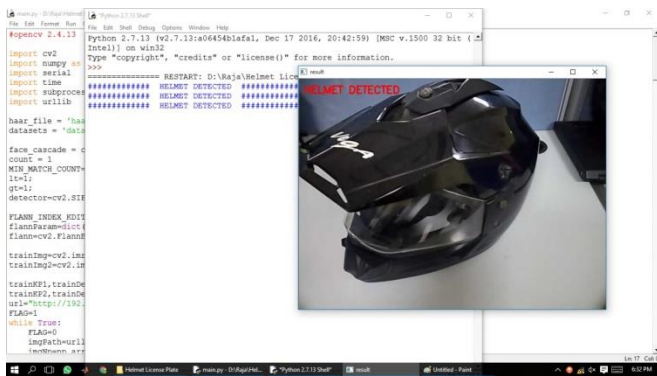 main.py - D:\Raja\Helmet
File Edit Format Run
#opencv 2.4.13
import cv2
import numpy as
import serial
import time
import subproces
import urllib
haar_file = 'haa
datasets = 'data
face_cascade = c
count = 1
MIN_MATCH_COUNT=
lt=1;
gt=1;
detector=cv2.SIF
FLANN_INDEX_KDIT
flannParam=dict(
flann=cv2.FlannB
trainImg=cv2.imr
trainImg2=cv2.im
trainKP1,trainDe
trainKP2,trainDe
url="http://192.
FLAG=1
while True:
FLAG=0
imgPath=urll
"Python 2.7.13 Shell"
File Edit Shell Debug Options Window Help
Python 2.7.13 (v2.7.13:a06454b1afa1, Dec 17 2016, 20:42:59) [MSC v.1500 32 bit (
Intel)] on win32
Type "copyright", "credits" or "license()" for more information.
>>>
=============== RESTART: D:\Raja\Helmet Lice
############# HELMET DETECTED #############
############# HELMET DETECTED #############
############# HELMET DETECTED #############
result
HELMET DETECTED
Ln: 17 Col:
Helmet License Plate
main.py - D:\Raja\Hel...
"Python 2.7.13 Shell"
result
Untitled - Paint
6:32 PM